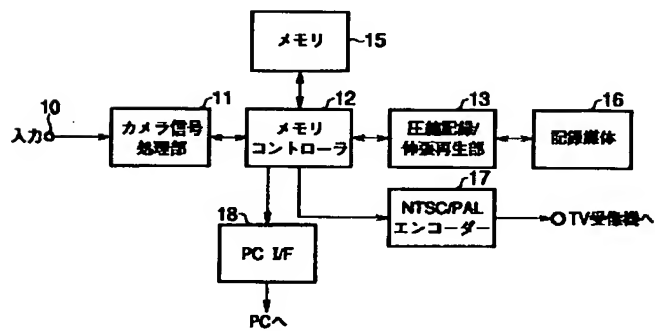 メモリ
15
10
入力
11
カメラ信号
処理部
12
メモリ
コントローラ
13
圧縮記録/
伸張再生部
16
記録媒体
17
NTSC/PAL
エンコーダー
TV受像機へ
18
PC I/F
PCへ